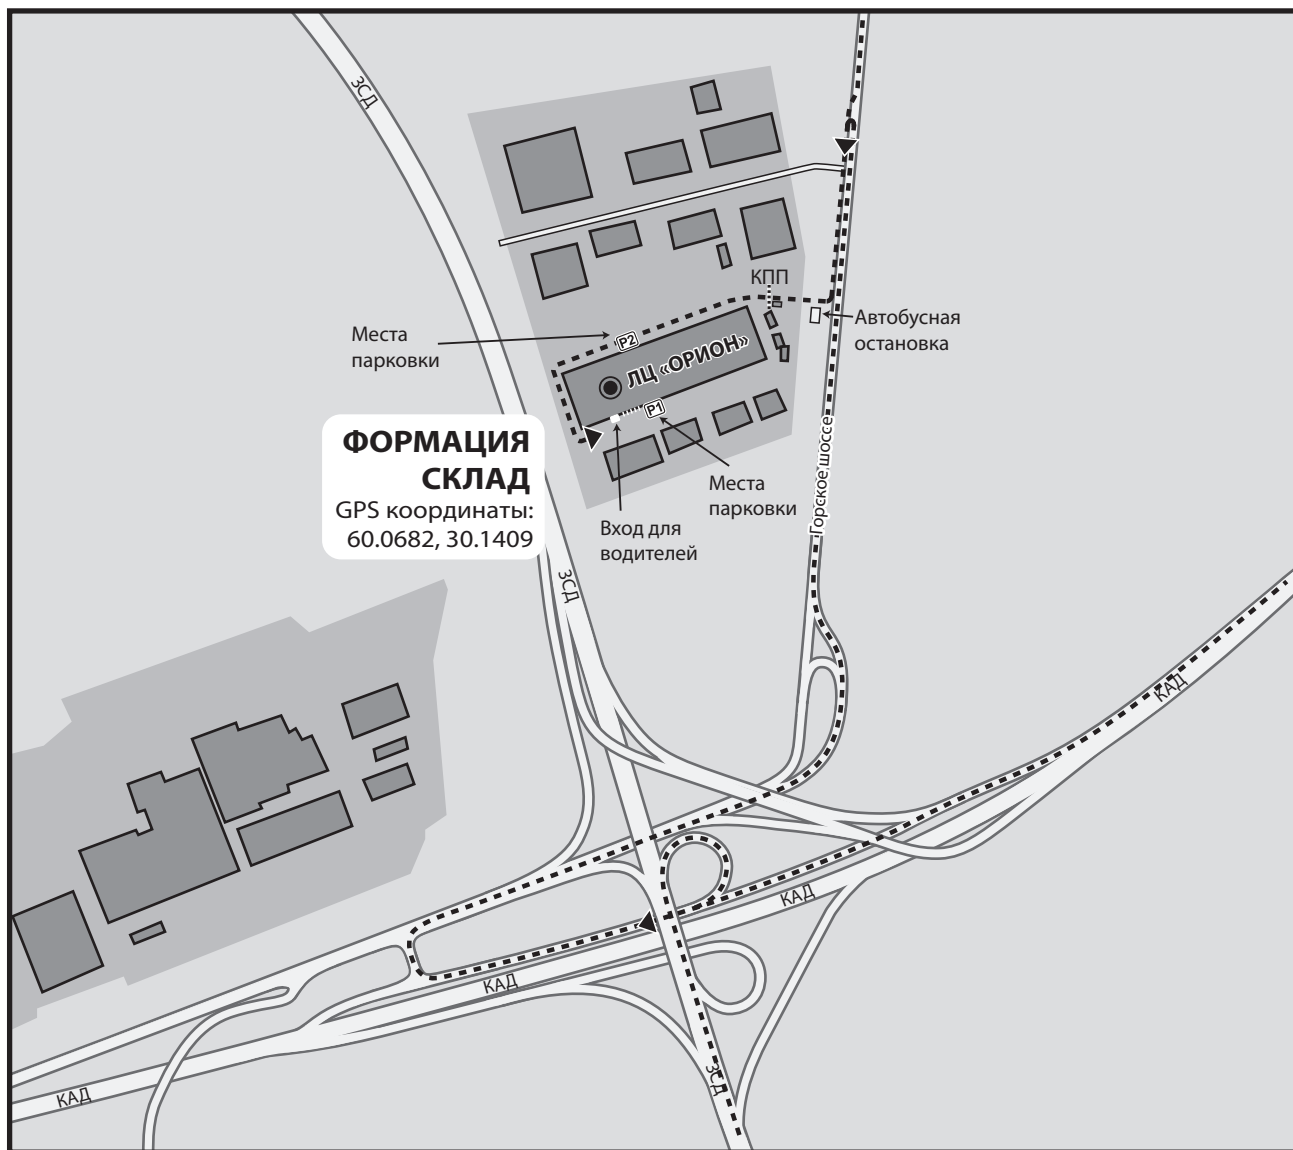 ЗСД
КПП
Автобусная
остановка
Места
парковки
P2
ЛЦ «ОРИОН»
P1
ФОРМАЦИЯ
СКЛАД
GPS координаты:
60.0682, 30.1409
Места
парковки
Вход для
водителей
Горское шоссе
ЗСД
КАД
КАД
КАД
ЗСД
КАД